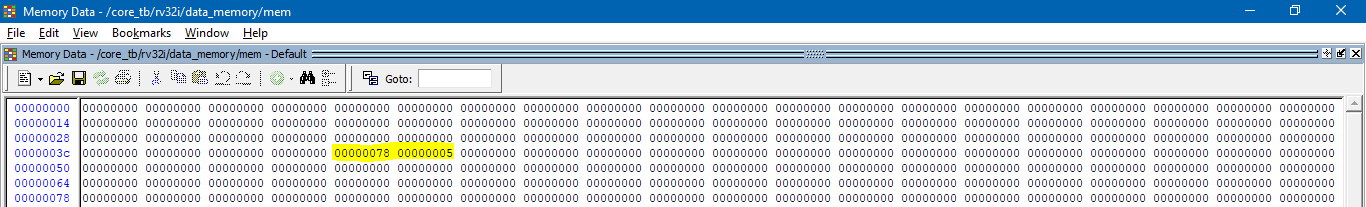 Memory Data - /core_tb/rv32i/data_memory/mem
File Edit View Bookmarks Window Help
Memory Data - /core_tb/rv32i/data_memory/mem - Default
Goto:
00000000 00000000 00000000 00000000 00000000 00000000 00000000 00000000 00000000 00000000 00000000 00000000 00000000 00000000 00000000 00000000 00000000 00000000 00000000 00000000 00000000
00000014 00000000 00000000 00000000 00000000 00000000 00000000 00000000 00000000 00000000 00000000 00000000 00000000 00000000 00000000 00000000 00000000 00000000 00000000 00000000 00000000
00000028 00000000 00000000 00000000 00000000 00000000 00000000 00000000 00000000 00000000 00000000 00000000 00000000 00000000 00000000 00000000 00000000 00000000 00000000 00000000 00000000
0000003c 00000000 00000000 00000000 00000000 00000078 00000005 00000000 00000000 00000000 00000000 00000000 00000000 00000000 00000000 00000000 00000000 00000000 00000000 00000000 00000000
00000050 00000000 00000000 00000000 00000000 00000000 00000000 00000000 00000000 00000000 00000000 00000000 00000000 00000000 00000000 00000000 00000000 00000000 00000000 00000000 00000000
00000064 00000000 00000000 00000000 00000000 00000000 00000000 00000000 00000000 00000000 00000000 00000000 00000000 00000000 00000000 00000000 00000000 00000000 00000000 00000000 00000000
00000078 00000000 00000000 00000000 00000000 00000000 00000000 00000000 00000000 00000000 00000000 00000000 00000000 00000000 00000000 00000000 00000000 00000000 00000000 00000000 00000000